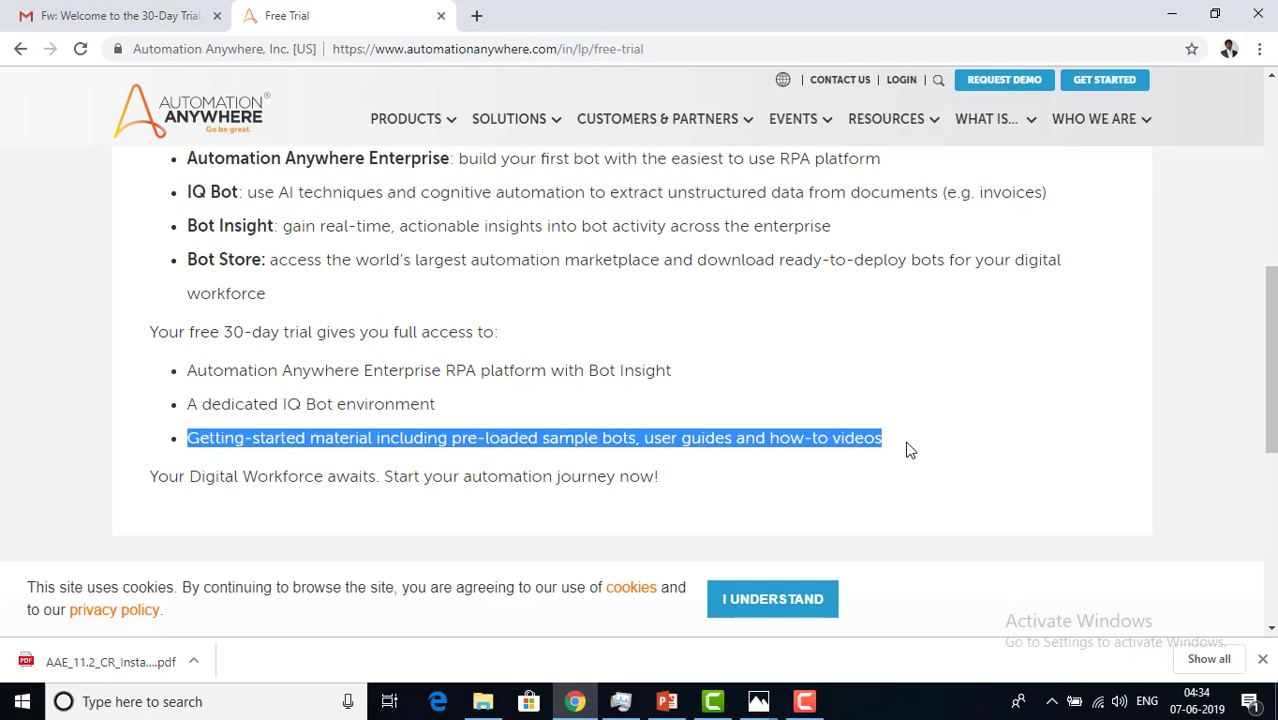 Fw: Welcome to the 30-Day Trial
Free Trial
Automation Anywhere, Inc. [US] https://www.automationanywhere.com/in/lp/free-trial
CONTACT US LOGIN REQUEST DEMO GET STARTED
AUTOMATION
ANYWHERE
Go be great.
PRODUCTS SOLUTIONS CUSTOMERS & PARTNERS EVENTS RESOURCES WHAT IS... WHO WE ARE
Automation Anywhere Enterprise: build your first bot with the easiest to use RPA platform
IQ Bot: use AI techniques and cognitive automation to extract unstructured data from documents (e.g. invoices)
Bot Insight: gain real-time, actionable insights into bot activity across the enterprise
Bot Store: access the world's largest automation marketplace and download ready-to-deploy bots for your digital
workforce
Your free 30-day trial gives you full access to:
Automation Anywhere Enterprise RPA platform with Bot Insight
A dedicated IQ Bot environment
Getting-started material including pre-loaded sample bots, user guides and how-to videos
Your Digital Workforce awaits. Start your automation journey now!
This site uses cookies. By continuing to browse the site, you are agreeing to our use of cookies and
to our privacy policy.
I UNDERSTAND
Activate Windows
Go to Settings to activate Windows.
AAE_11.2_CR_Insta....pdf
Show all
Type here to search
ENG
04:34
07-06-2019